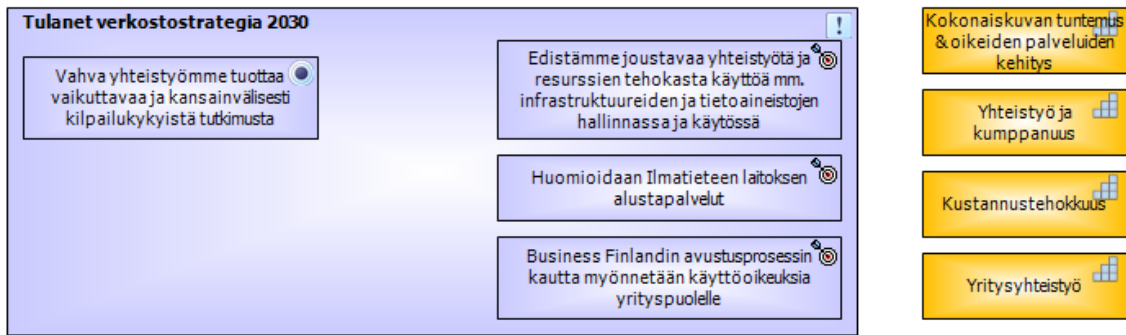 Tulanet verkostostrategia 2030
!
Vahva yhteistyömme tuottaa
vaikuttavaa ja kansainvälisesti
kilpailukykyistä tutkimusta
Edistämme joustavaa yhteistyötä ja
resurssien tehokasta käyttöä mm.
infrastruktuureiden ja tietoaineistojen
hallinnassa ja käytössä
Huomioidaan Ilmatieteen laitoksen
alustapalvelut
Business Finlandin avustusprosessin
kautta myönnetään käyttöoikeuksia
yrityspuolelle
Kokonaiskuvan tuntemus
& oikeiden palveluiden
kehitys
Yhteistyö ja
kumppanuus
Kustannustehokkuus
Yritysyhteistyö